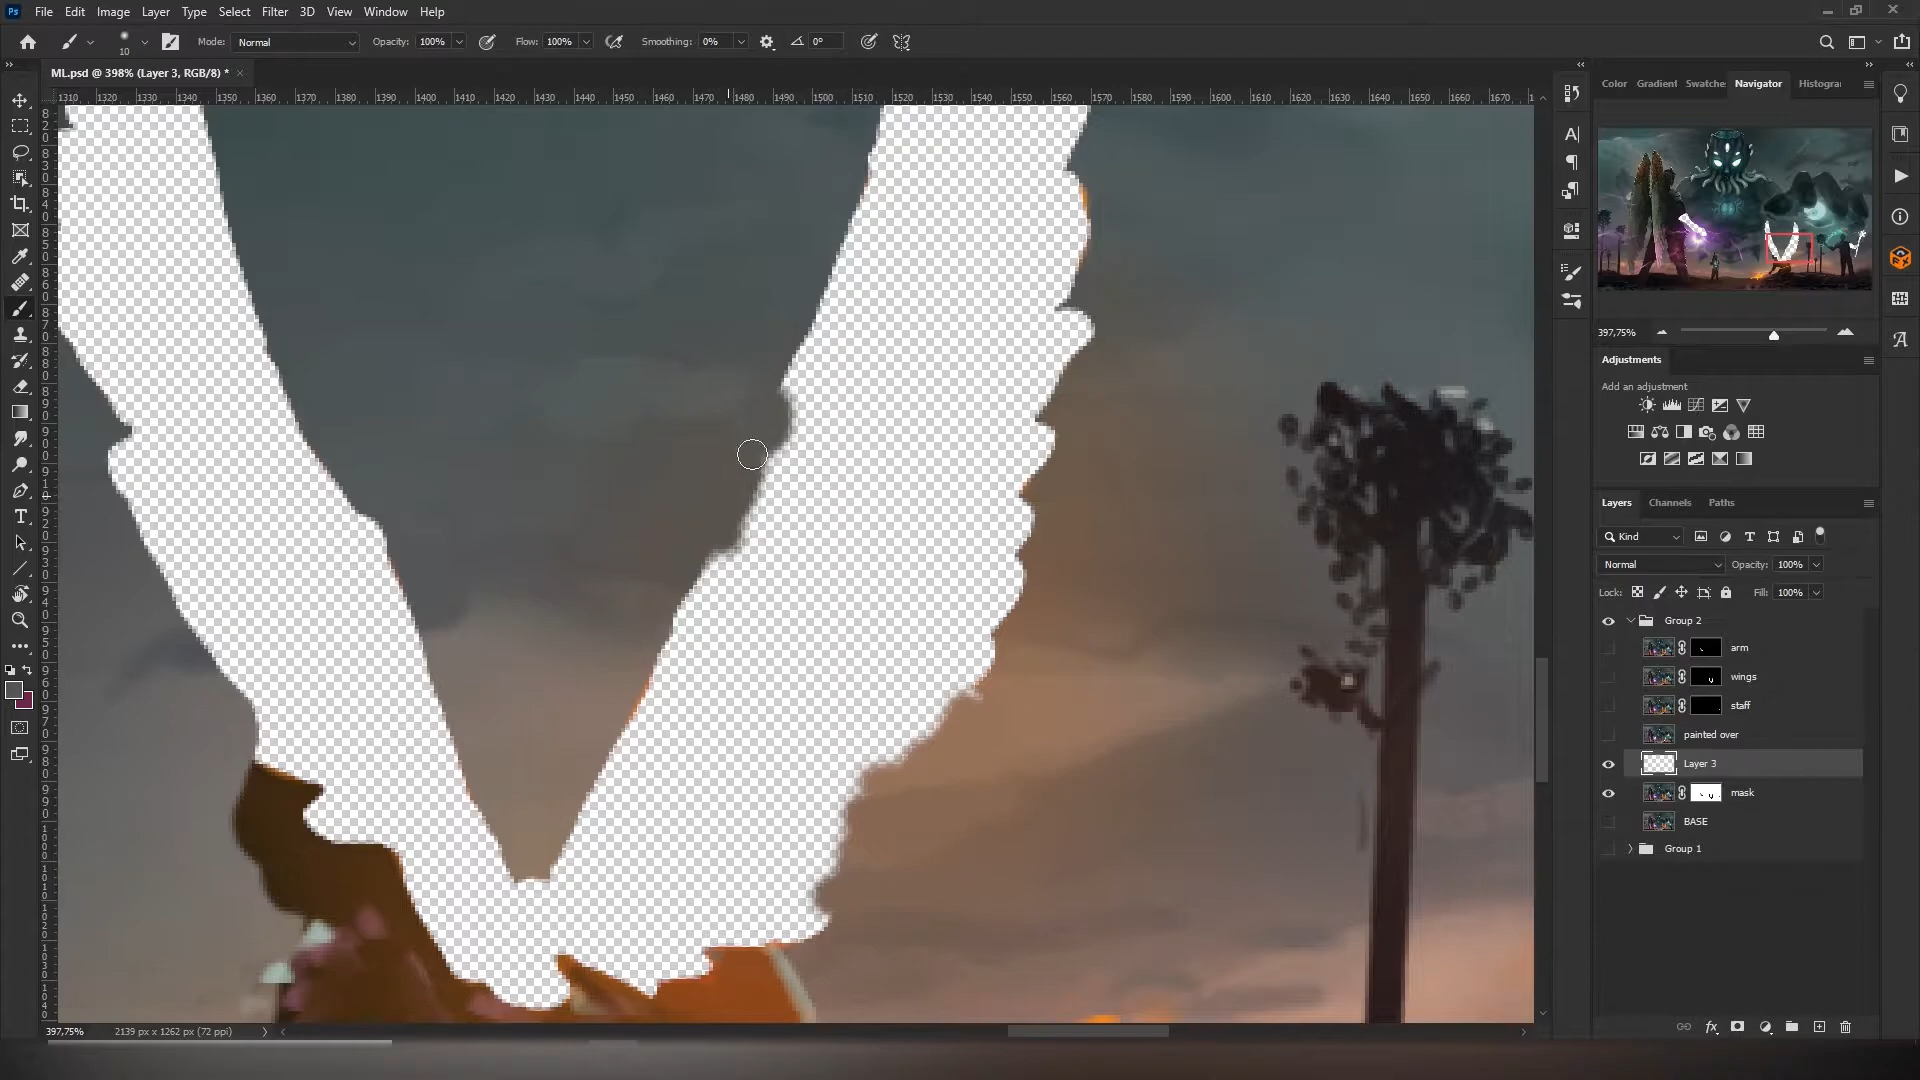 Ps File Edit Image Layer Type Select Filter 3D View Window Help
10 Mode: Normal Opacity: 100% Flow: 100% Smoothing: 0% 0°
ML.psd @ 398% (Layer 3, RGB/8) * ×
1310 1320 1330 1340 1350 1360 1370 1380 1390 1400 1410 1420 1430 1440 1450 1460 1470 1480 1490 1500 1510 1520 1530 1540 1550 1560 1570 1580 1590 1600 1610 1620 1630 1640 1650 1660 1670
Color Gradient Swatches Navigator Histogra
397,75%
Adjustments
Add an adjustment
Layers Channels Paths
Kind
Normal Opacity: 100%
Lock: Fill: 100%
Group 2
arm
wings
staff
painted over
Layer 3
mask
BASE
Group 1
397,75% 2139 px x 1262 px (72 ppi)